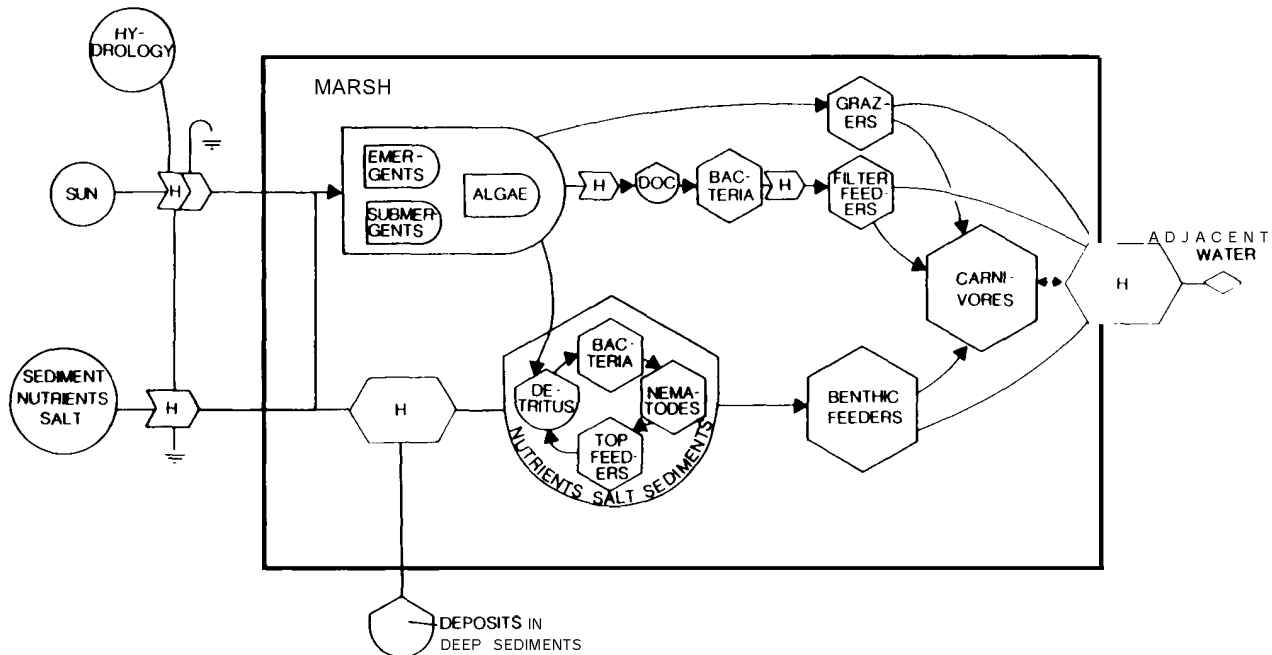 HY-
DROLOGY
MARSH
GRAZ-
ERS
EMER-
GENTS
SUN
H
ALGAE
H
DOC
BAC-
TERIA
H
FILTER
FEED-
ERS
SUBMER-
GENTS
ADJACENT
WATER
CARNI-
VORES
H
BAC-
TERIA
SEDIMENT
NUTRIENTS
SALT
H
H
DE-
TRITUS
NEMA-
TODES
BENTHIC
FEEDERS
TOP
FEED-
ERS
NUTRIENTS SALT SEDIMENTS
DEPOSITS IN
DEEP SEDIMENTS